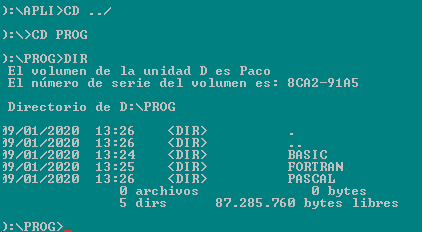 ):\APLI>CD ../
):\>CD PROG
):\PROG>DIR
El volumen de la unidad D es Paco
El número de serie del volumen es: 8CA2-91A5
Directorio de D:\PROG
09/01/2020 13:26 <DIR> .
09/01/2020 13:26 <DIR> ..
09/01/2020 13:24 <DIR> BASIC
09/01/2020 13:25 <DIR> FORTRAN
09/01/2020 13:26 <DIR> PASCAL
0 archivos 0 bytes
5 dirs 87.285.760 bytes libres
):\PROG>_